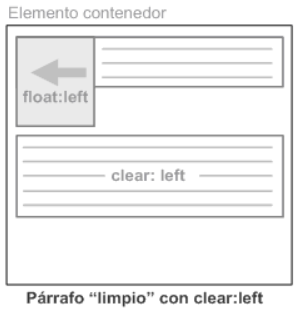 Elemento contenedor
float:left
clear: left
Párrafo “limpio” con clear:left